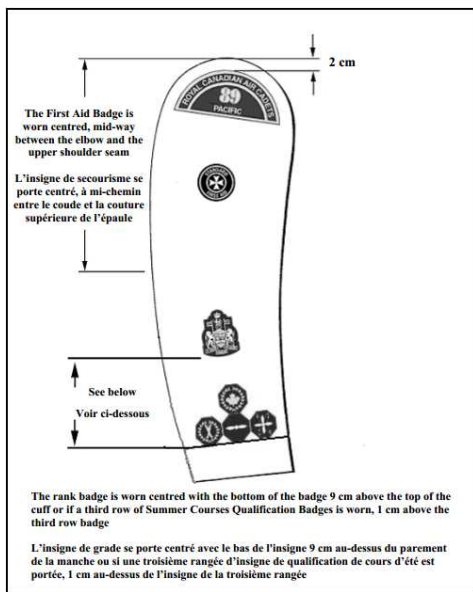 2 cm
ROYAL CANADIAN AIR CADETS
89
PACIFIC
The First Aid Badge is
worn centred, mid-way
between the elbow and the
upper shoulder seam
L'insigne de secourisme se
porte centré, à mi-chemin
entre le coude et la couture
supérieure de l'épaule
See below
Voir ci-dessous
The rank badge is worn centred with the bottom of the badge 9 cm above the top of the
cuff or if a third row of Summer Courses Qualification Badges is worn, 1 cm above the
third row badge
L'insigne de grade se porte centré avec le bas de l'insigne 9 cm au-dessus du parement
de la manche ou si une troisième rangée d'insigne de qualification de cours d'été est
portée, 1 cm au-dessus de l'insigne de la troisième rangée